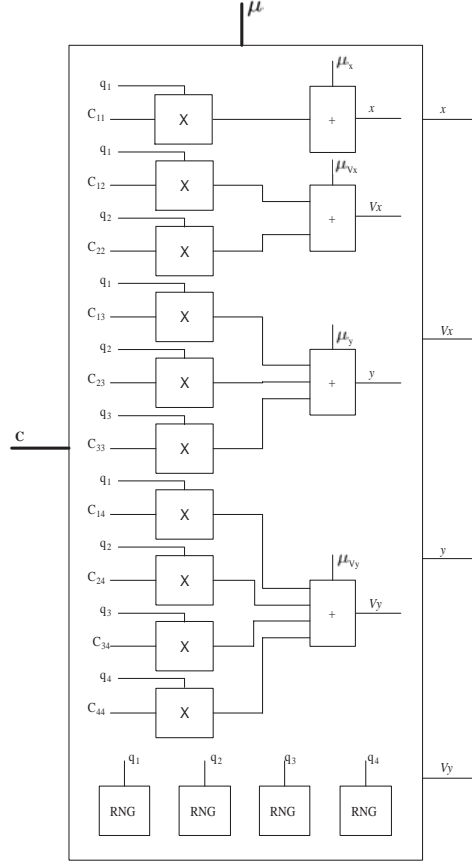 μ
q₁
μₓ
C₁₁
X
+
x
x
q₁
μVx
C₁₂
X
+
Vx
q₂
C₂₂
X
q₁
C₁₃
X
μy
Vx
q₂
C₂₃
X
+
y
q₃
C
C₃₃
X
q₁
C₁₄
X
q₂
μVy
y
C₂₄
X
q₃
+
Vy
C₃₄
X
q₄
C₄₄
X
q₁ q₂ q₃ q₄
Vy
RNG RNG RNG RNG